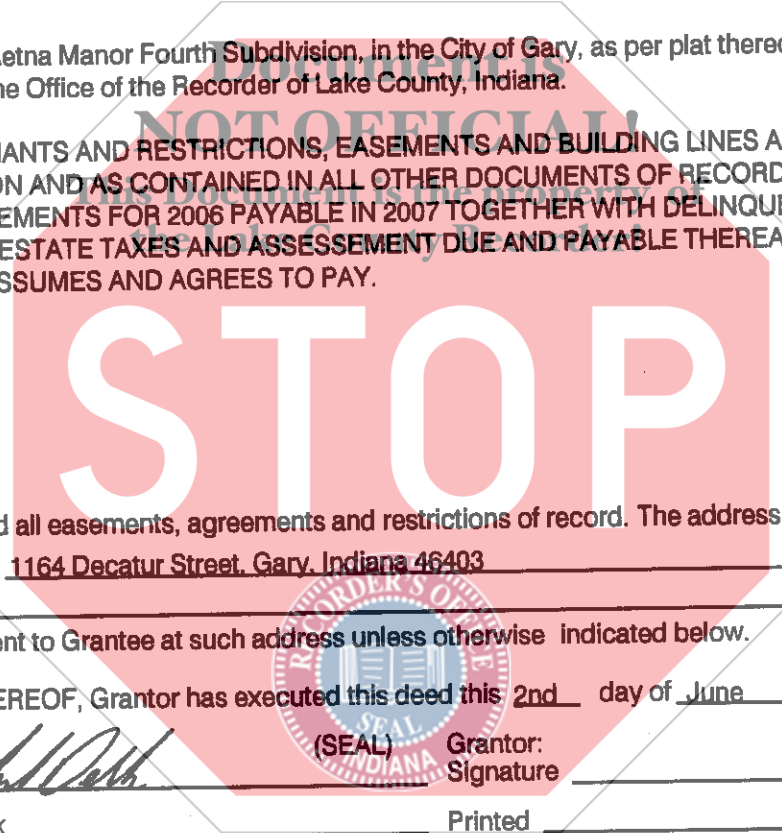 Aetna Manor Fourth Subdivision, in the City of Gary, as per plat thereo
Document is
he Office of the Recorder of Lake County, Indiana.
NOT OFFICIAL!
IANTS AND RESTRICTIONS, EASEMENTS AND BUILDING LINES A
ON AND AS CONTAINED IN ALL OTHER DOCUMENTS OF RECORD
This Document is the property of
EMENTS FOR 2006 PAYABLE IN 2007 TOGETHER WITH DELINQUE
the Lake County Recorder!
ESTATE TAXES AND ASSESSEMENT DUE AND PAYABLE THEREA
SSUMES AND AGREES TO PAY.
STOP
d all easements, agreements and restrictions of record. The address
1164 Decatur Street, Gary, Indiana 46403
RECORDER'S OFFICE
ent to Grantee at such address unless otherwise indicated below.
EREOF, Grantor has executed this deed this 2nd day of June
SEAL
(SEAL) Grantor:
INDIANA
Signature
Printed